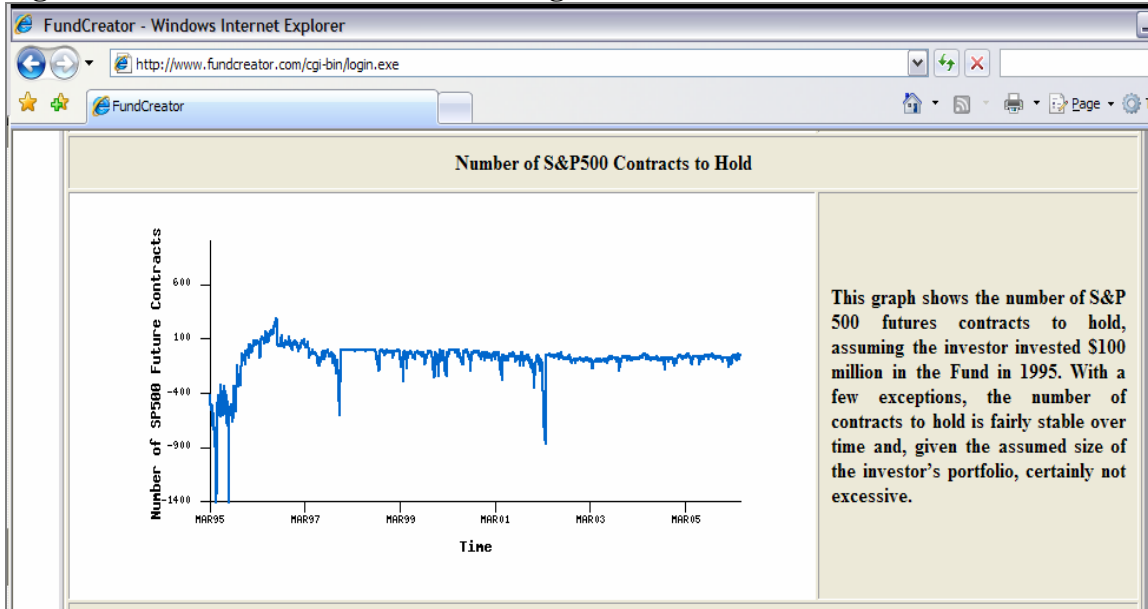 FundCreator - Windows Internet Explorer
http://www.fundcreator.com/cgi-bin/login.exe
FundCreator
Page
Number of S&P500 Contracts to Hold
Number of SP500 Future Contracts
600
100
-400
-900
-1400
MAR95 MAR97 MAR99 MAR01 MAR03 MAR05
Time
This graph shows the number of S&P
500 futures contracts to hold,
assuming the investor invested $100
million in the Fund in 1995. With a
few exceptions, the number of
contracts to hold is fairly stable over
time and, given the assumed size of
the investor's portfolio, certainly not
excessive.